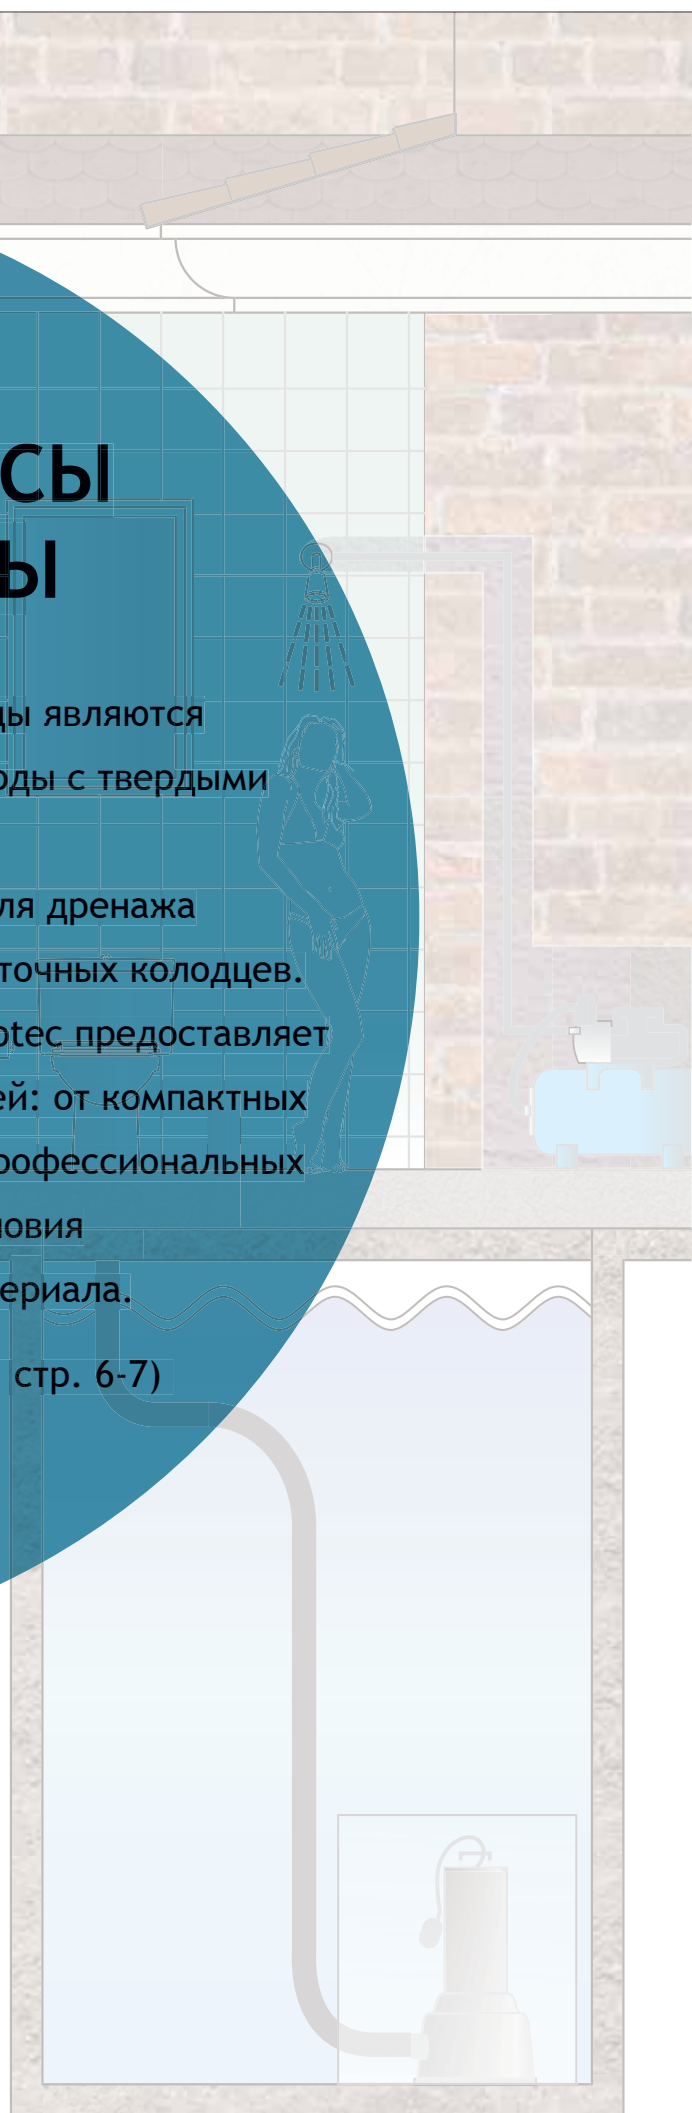 СЫ
Ы
ды являются
оды с твердыми
ля дренажа
точных колодцев.
otec предоставляет
ей: от компактных
рофессиональных
ловия
ериала.
стр. 6-7)